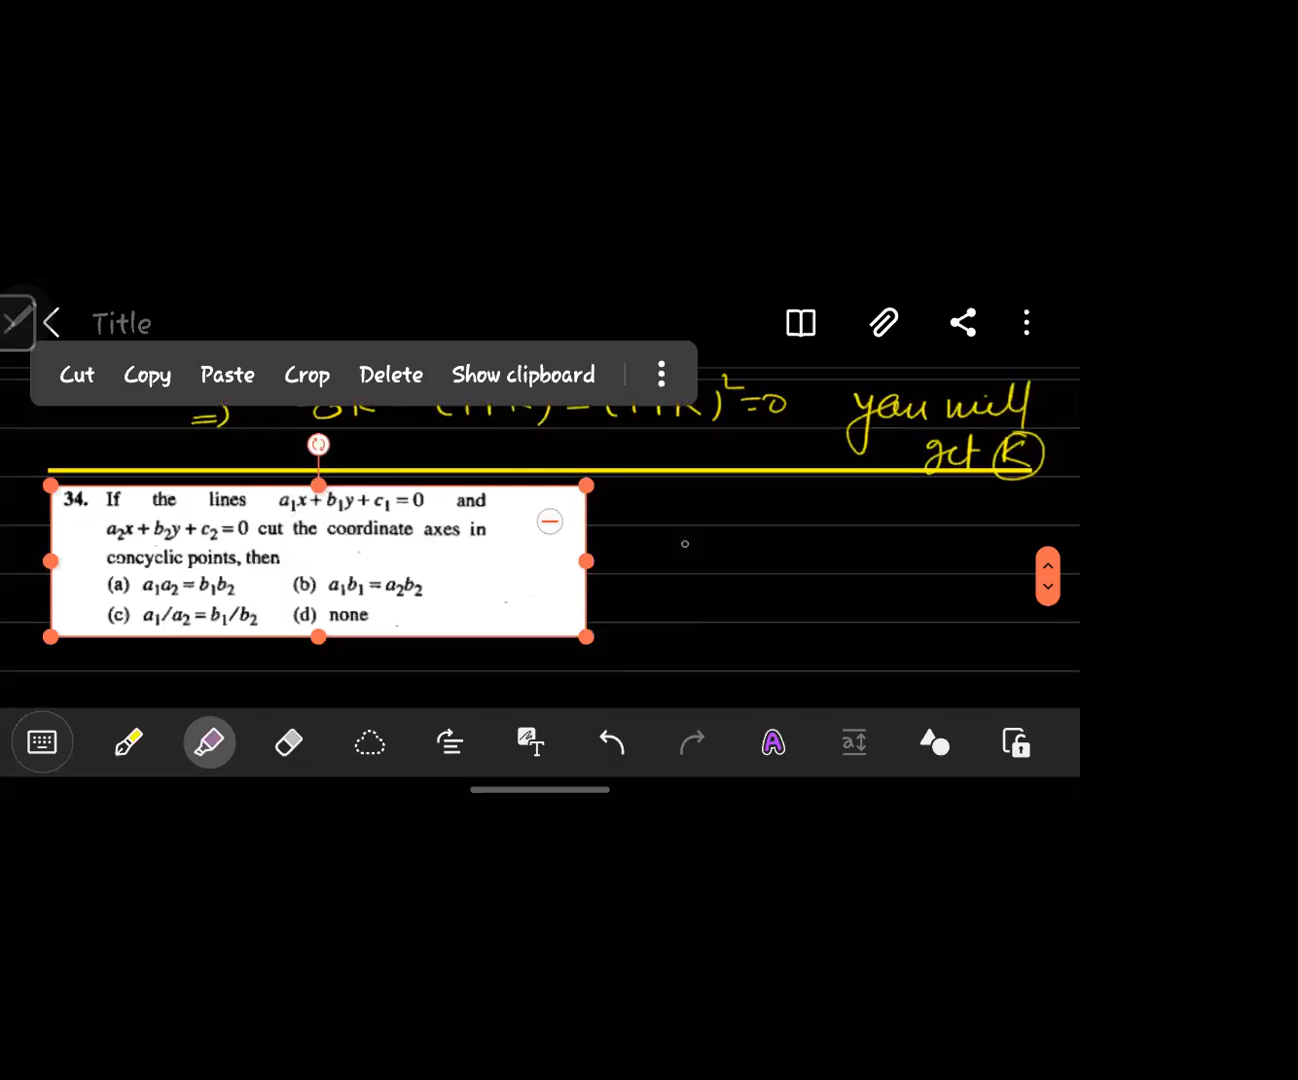 Title
Cut Copy Paste Crop Delete Show clipboard
=0 you will
get K
34. If the lines a₁x + b₁y + c₁ = 0 and
a₂x + b₂y + c₂ = 0 cut the coordinate axes in
concyclic points, then
(a) a₁a₂ = b₁b₂ (b) a₁b₁ = a₂b₂
(c) a₁/a₂ = b₁/b₂ (d) none